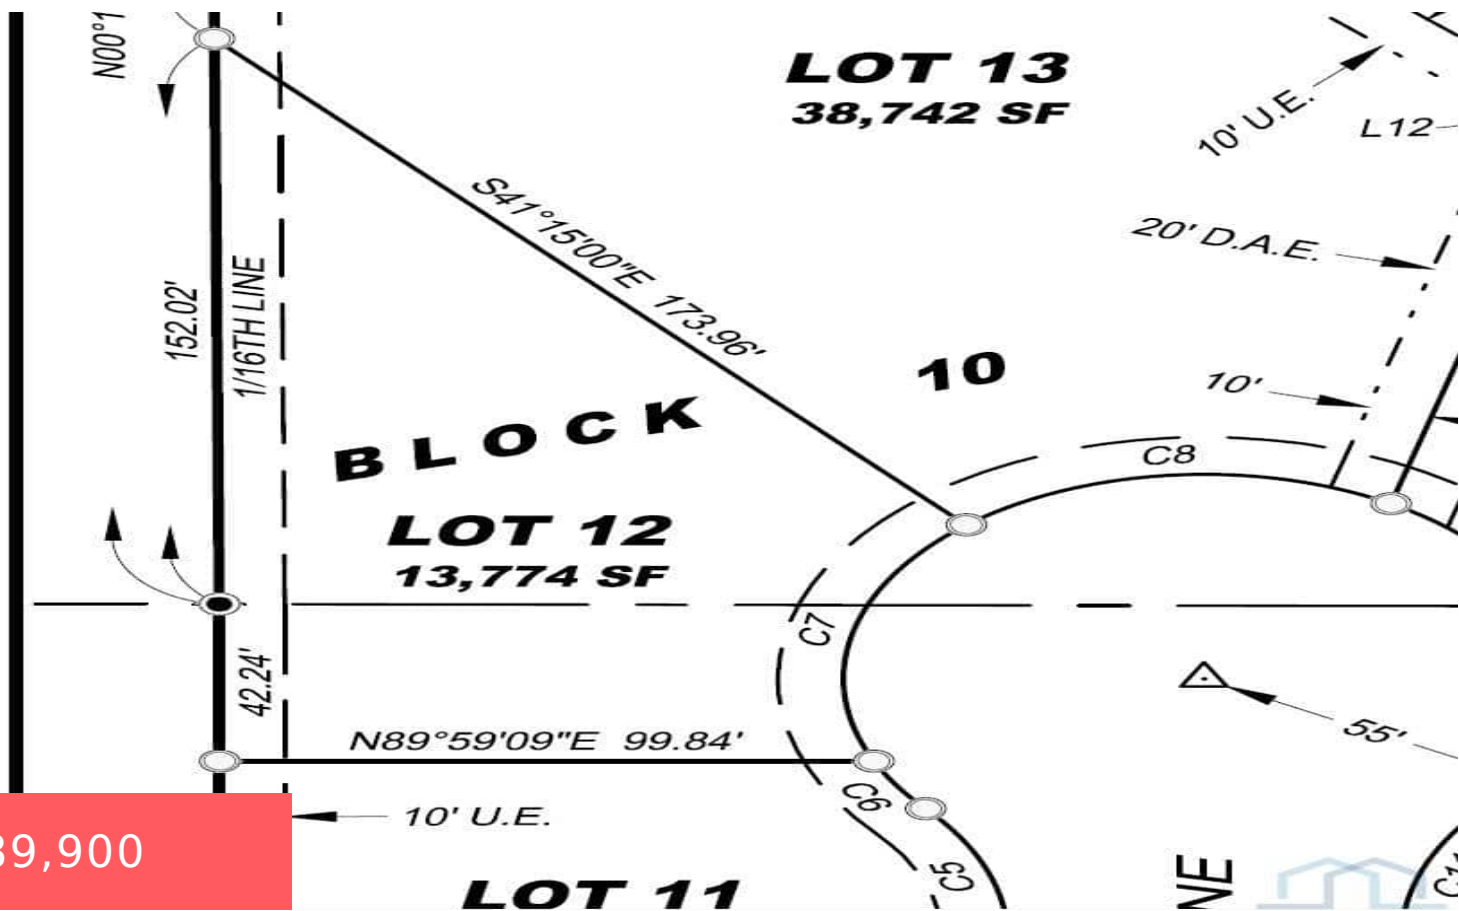 N00°1
LOT 13
38,742 SF
10' U.E.
L12
S41°15'00"E 173.96'
20' D.A.E.
152.02'
1/16TH LINE
10
10'
BLOCK
C8
LOT 12
13,774 SF
C7
42.24'
55'
N89°59'09"E 99.84'
C6
10' U.E.
39,900
C5
NE
C11
LOT 11